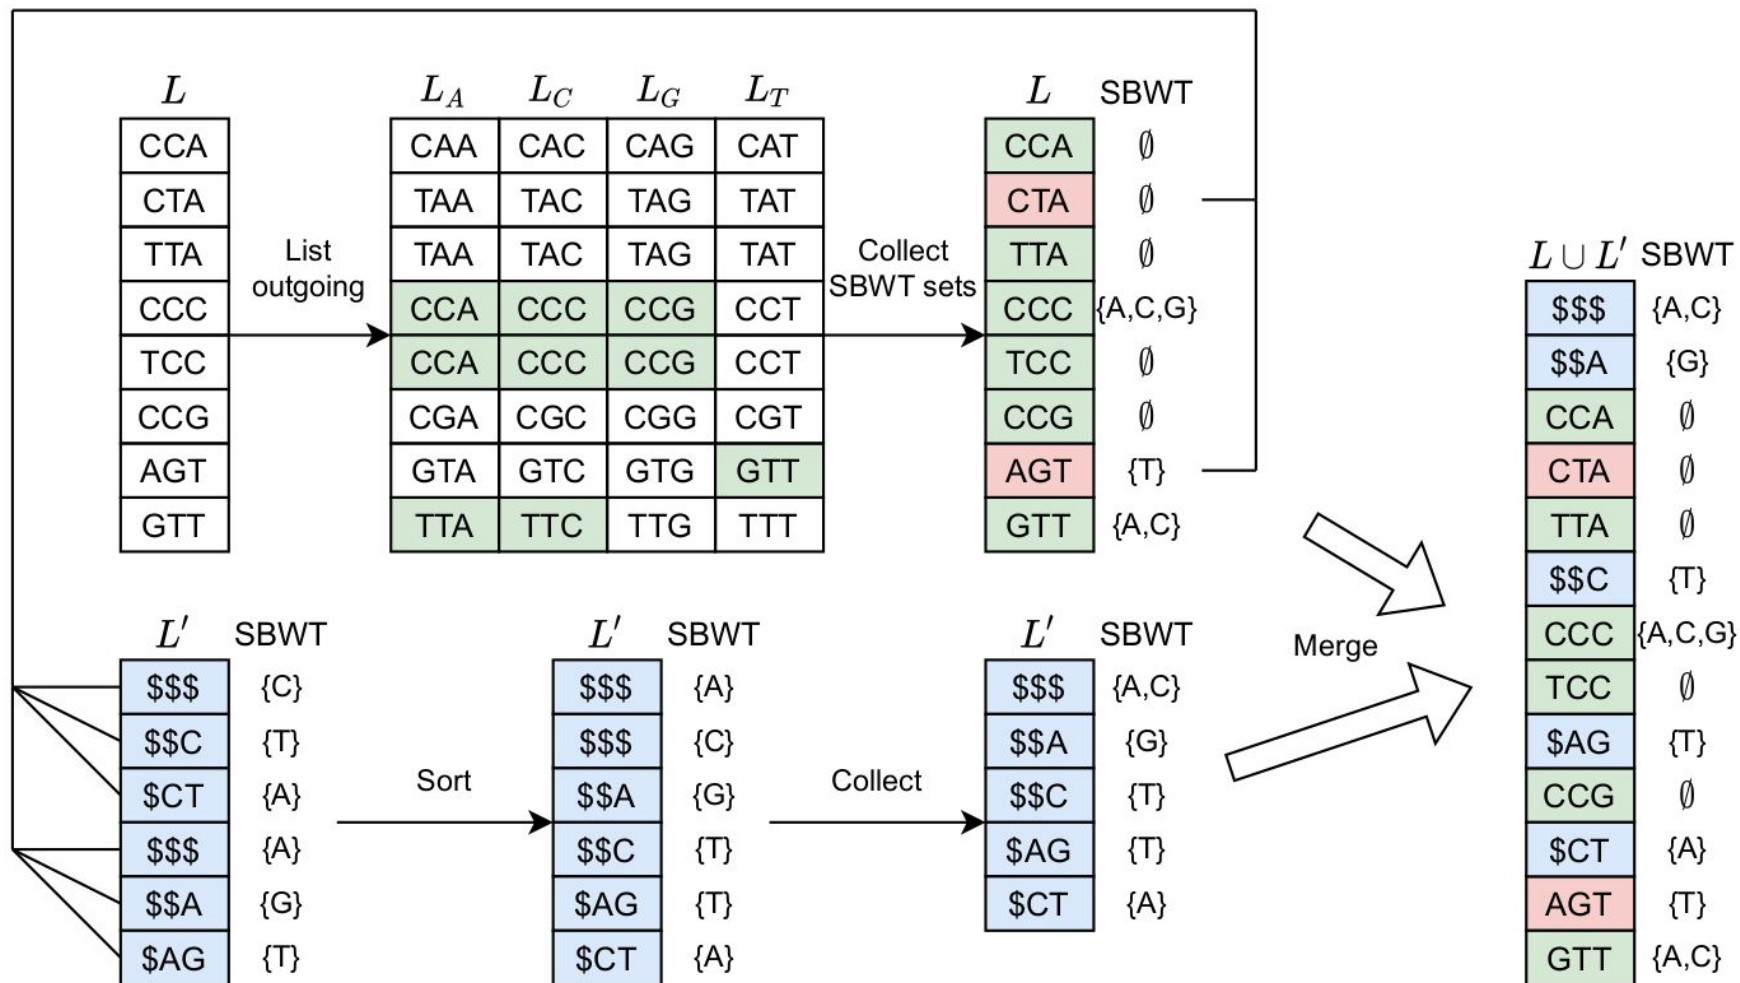 L
L_A L_C L_G L_T
L SBWT
CCA
CTA
TTA
CCC
TCC
CCG
AGT
GTT
List
outgoing
CAA CAC CAG CAT
TAA TAC TAG TAT
TAA TAC TAG TAT
CCA CCC CCG CCT
CCA CCC CCG CCT
CGA CGC CGG CGT
GTA GTC GTG GTT
TTA TTC TTG TTT
Collect
SBWT sets
CCA ∅
CTA ∅
TTA ∅
CCC {A,C,G}
TCC ∅
CCG ∅
AGT {T}
GTT {A,C}
L' SBWT
$$$ {C}
$$C {T}
$CT {A}
$$$ {A}
$$A {G}
$AG {T}
Sort
L' SBWT
$$$ {A}
$$$ {C}
$$A {G}
$$C {T}
$AG {T}
$CT {A}
Collect
L' SBWT
$$$ {A,C}
$$A {G}
$$C {T}
$AG {T}
$CT {A}
Merge
L ∪ L' SBWT
$$$ {A,C}
$$A {G}
CCA ∅
CTA ∅
TTA ∅
$$C {T}
CCC {A,C,G}
TCC ∅
$AG {T}
CCG ∅
$CT {A}
AGT {T}
GTT {A,C}